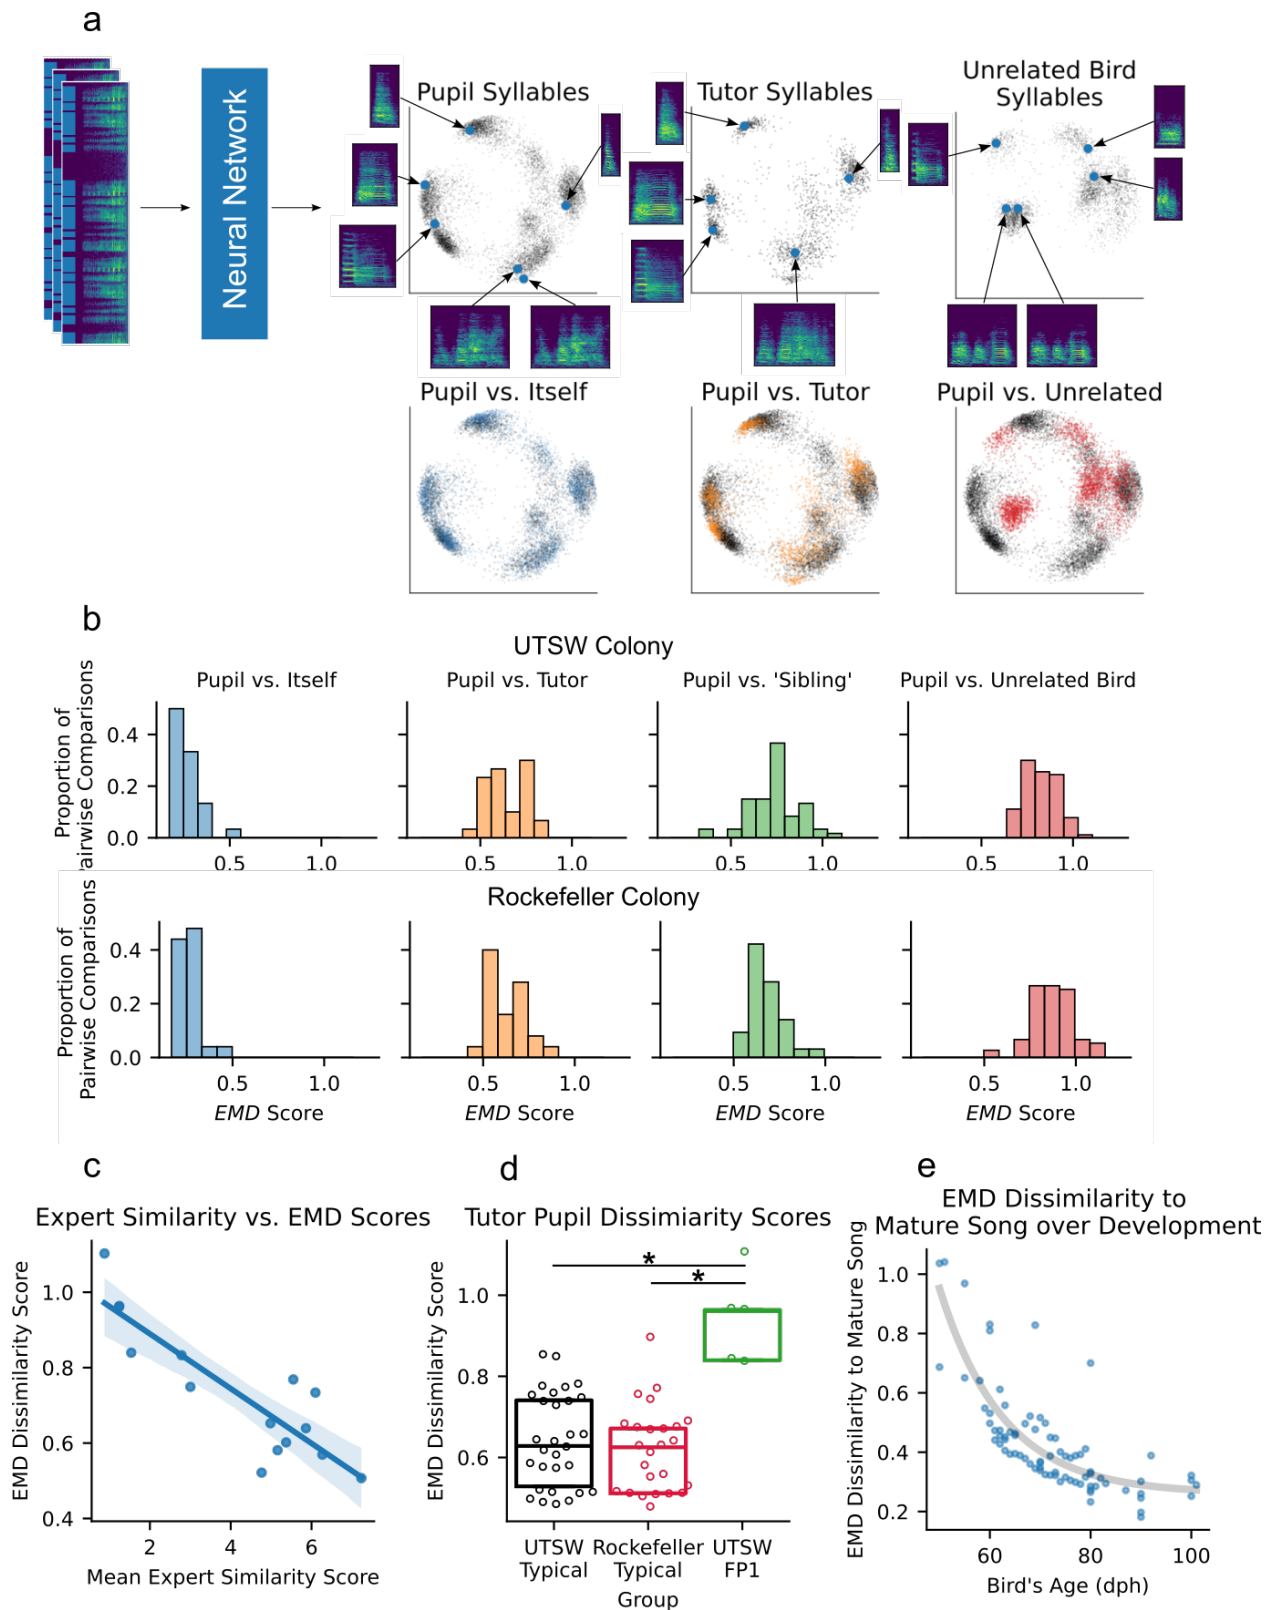 a
Neural Network
Pupil Syllables
Tutor Syllables
Unrelated Bird
Syllables
Pupil vs. Itself
Pupil vs. Tutor
Pupil vs. Unrelated
b
UTSW Colony
Pupil vs. Itself
Pupil vs. Tutor
Pupil vs. 'Sibling'
Pupil vs. Unrelated Bird
Proportion of
Pairwise Comparisons
0.4
0.2
0.0
0.5 1.0
0.5 1.0
0.5 1.0
0.5 1.0
Rockefeller Colony
Proportion of
Pairwise Comparisons
0.4
0.2
0.0
0.5 1.0
0.5 1.0
0.5 1.0
0.5 1.0
EMD Score
EMD Score
EMD Score
EMD Score
c
Expert Similarity vs. EMD Scores
EMD Dissimilarity Score
1.0
0.8
0.6
0.4
2 4 6
Mean Expert Similarity Score
d
Tutor Pupil Dissimiarity Scores
EMD Dissimilarity Score
1.0
0.8
0.6
* 
*
UTSW
Typical
Rockefeller
Typical
UTSW
FP1
Group
e
EMD Dissimilarity to
Mature Song over Development
EMD Dissimilarity to Mature Song
1.0
0.8
0.6
0.4
0.2
60 80 100
Bird's Age (dph)